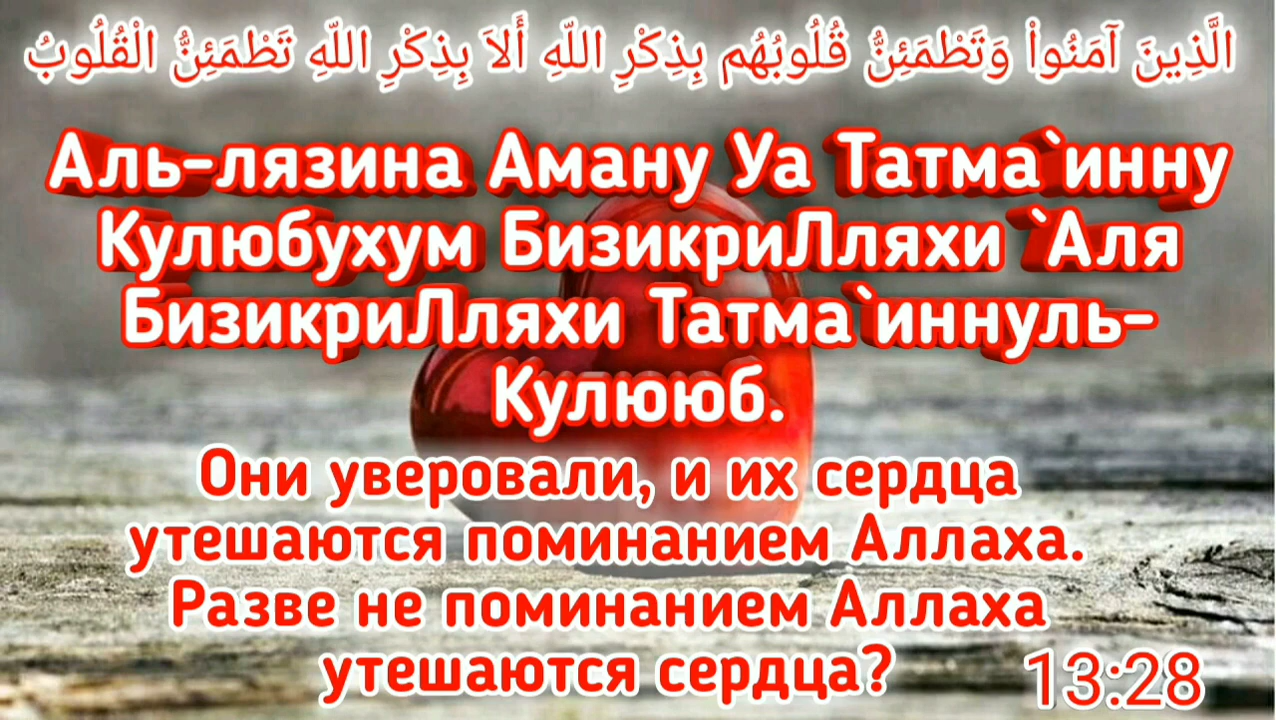 الَّذِينَ آمَنُواْ وَتَطْمَئِنُّ قُلُوبُهُم بِذِكْرِ اللّهِ أَلاَ بِذِكْرِ اللّهِ تَطْمَئِنُّ الْقُلُوبُ
Аль-лязина Аману Уа Татма`инну
Кулюбухум БизикриЛляхи `Аля
БизикриЛляхи Татма`иннуль-
Кулююб.
Они уверовали, и их сердца
утешаются поминанием Аллаха.
Разве не поминанием Аллаха
утешаются сердца?
13:28